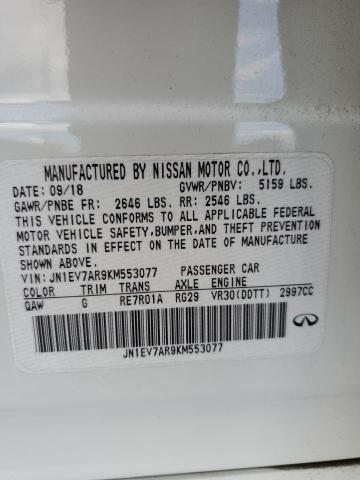 MANUFACTURED BY NISSAN MOTOR CO.,LTD.
DATE: 09/18 GVWR/PNBV: 5159 LBS.
GAWR/PNBE FR: 2646 LBS. RR: 2546 LBS.
THIS VEHICLE CONFORMS TO ALL APPLICABLE FEDERAL
MOTOR VEHICLE SAFETY,BUMPER,AND THEFT PREVENTION
STANDARDS IN EFFECT ON THE DATE OF MANUFACTURE
SHOWN ABOVE.
VIN: JN1EV7AR9KM553077 PASSENGER CAR
COLOR TRIM TRANS AXLE ENGINE
QAW G RE7R01A RG29 VR30(DDTT) 2997CC
JN1EV7AR9KM553077